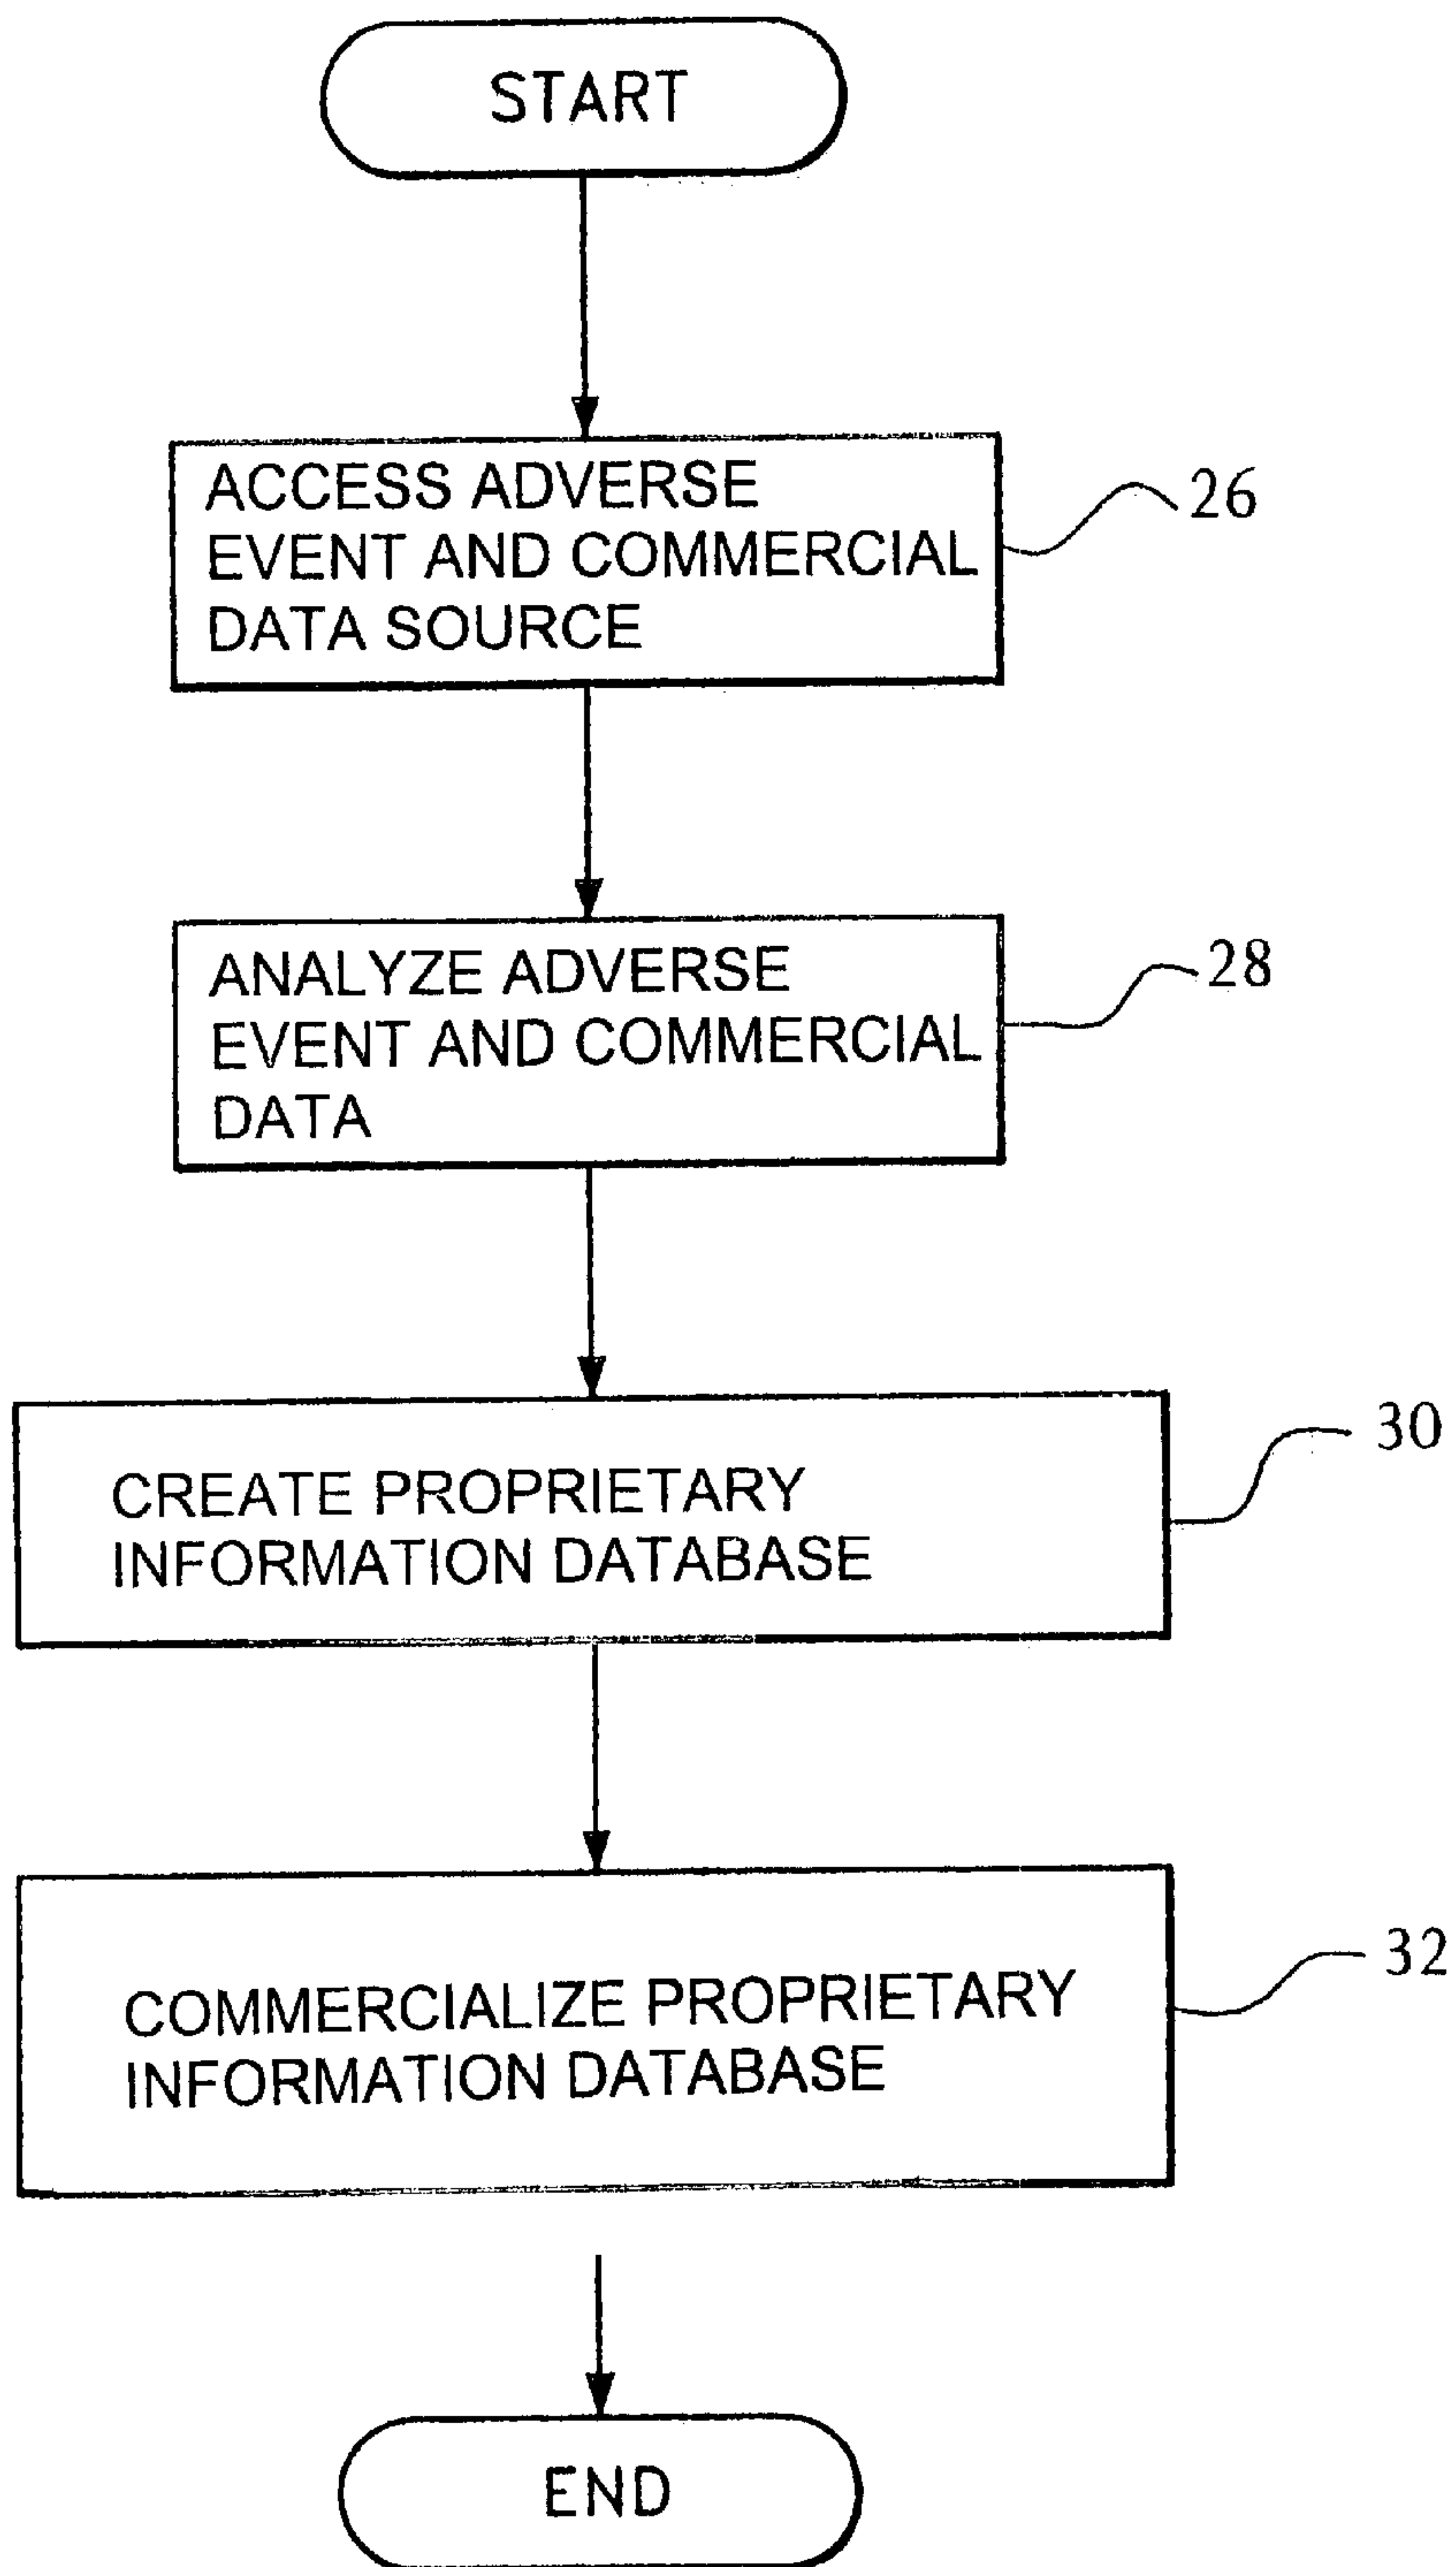 START
ACCESS ADVERSE
EVENT AND COMMERCIAL
DATA SOURCE
26
ANALYZE ADVERSE
EVENT AND COMMERCIAL
DATA
28
CREATE PROPRIETARY
INFORMATION DATABASE
30
COMMERCIALIZE PROPRIETARY
INFORMATION DATABASE
32
END